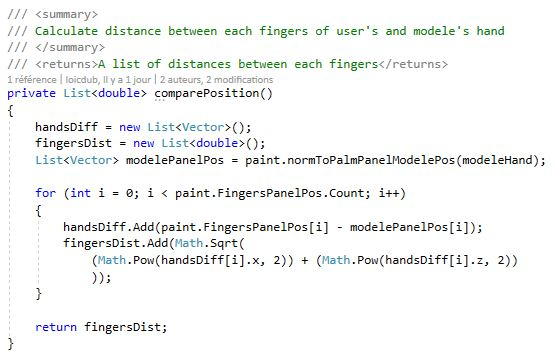 /// <summary>
/// Calculate distance between each fingers of user's and modele's hand
/// </summary>
/// <returns>A list of distances between each fingers</returns>
1 référence | loicdub, Il y a 1 jour | 2 auteurs, 2 modifications
private List<double> comparePosition()
{
    handsDiff = new List<Vector>();
    fingersDist = new List<double>();
    List<Vector> modelePanelPos = paint.normToPalmPanelModelePos(modeleHand);

    for (int i = 0; i < paint.FingersPanelPos.Count; i++)
    {
        handsDiff.Add(paint.FingersPanelPos[i] - modelePanelPos[i]);
        fingersDist.Add(Math.Sqrt(
            (Math.Pow(handsDiff[i].x, 2)) + (Math.Pow(handsDiff[i].z, 2))
            ));
    }

    return fingersDist;
}